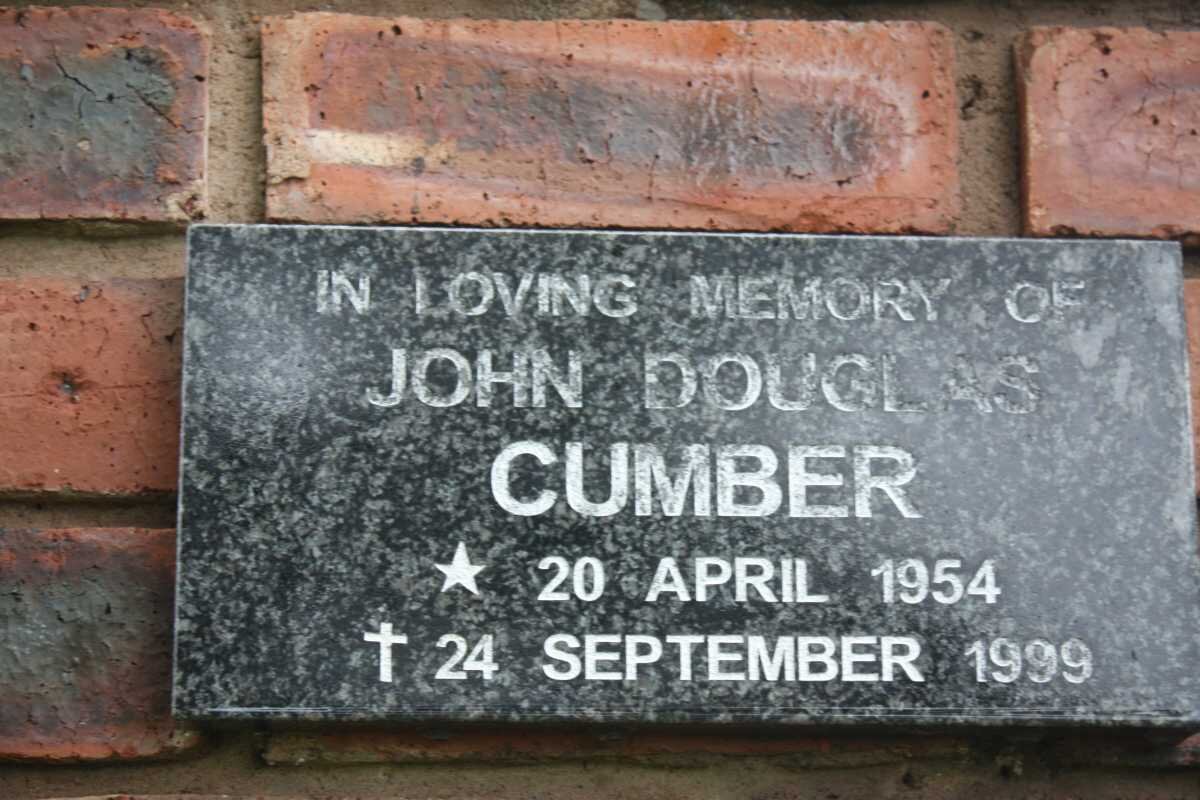 IN LOVING MEMORY OF
JOHN DOUGLAS
CUMBER
★ 20 APRIL 1954
✝ 24 SEPTEMBER 1999